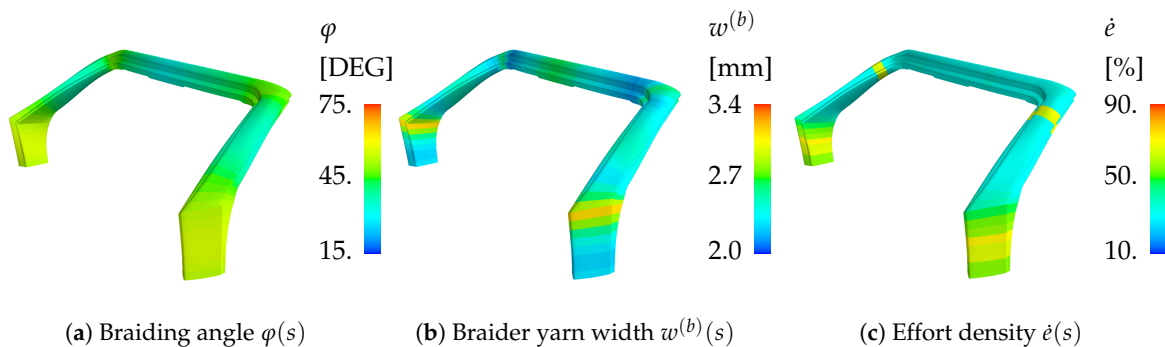 φ
[DEG]
75.
45.
15.
w^(b)
[mm]
3.4
2.7
2.0
ė
[%]
90.
50.
10.
(a) Braiding angle φ(s)
(b) Braider yarn width w^(b)(s)
(c) Effort density ė(s)